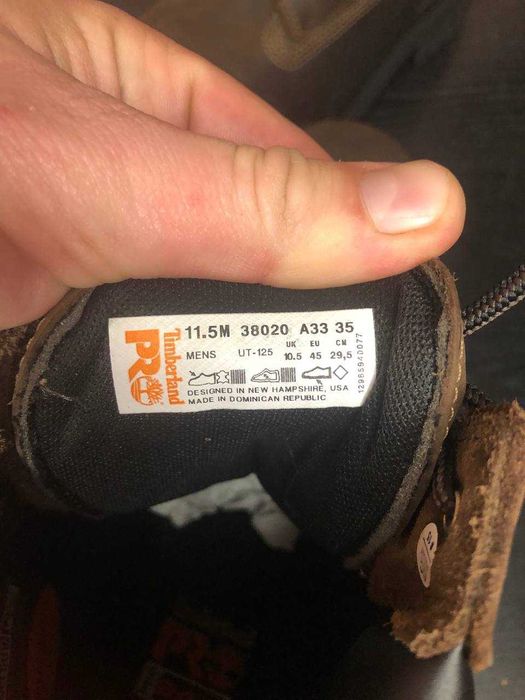 Timberland
PRO
11.5M 38020 A33 35
UK EU CM
MENS UT-125 10.5 45 29,5
DESIGNED IN NEW HAMPSHIRE, USA
MADE IN DOMINICAN REPUBLIC